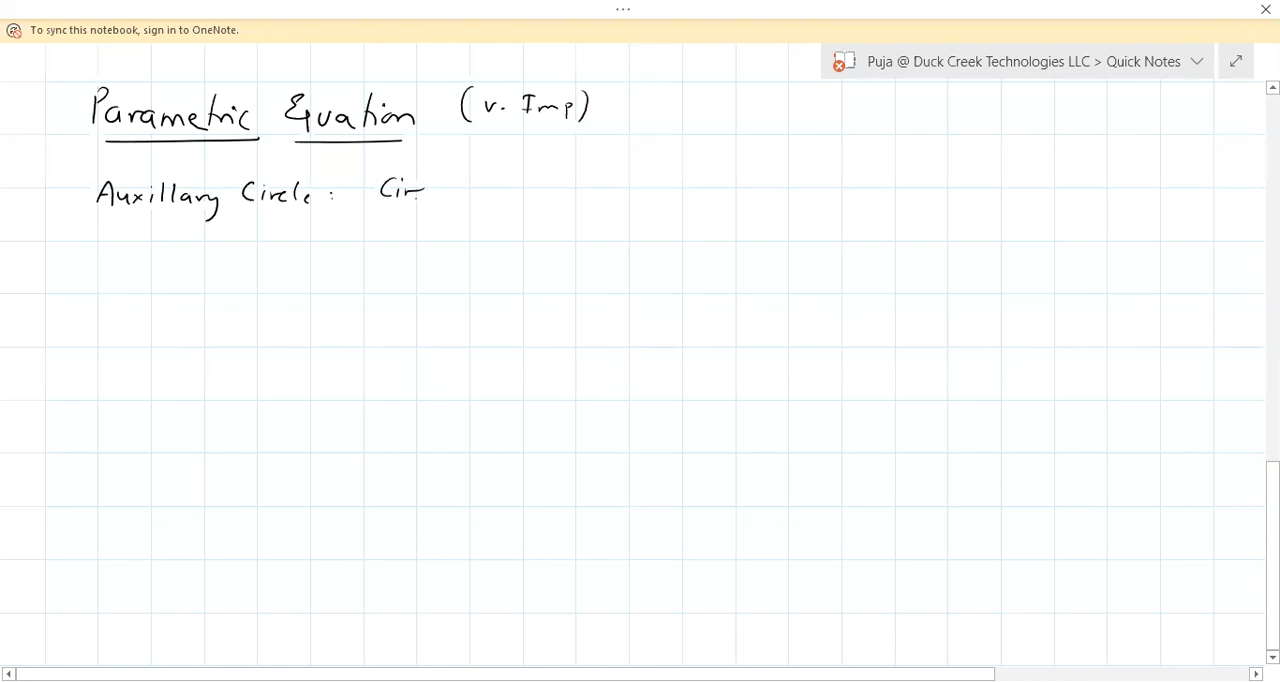 To sync this notebook, sign in to OneNote.
Puja @ Duck Creek Technologies LLC > Quick Notes
Parametric Equation (v. Imp)
Auxillary Circle : Cir